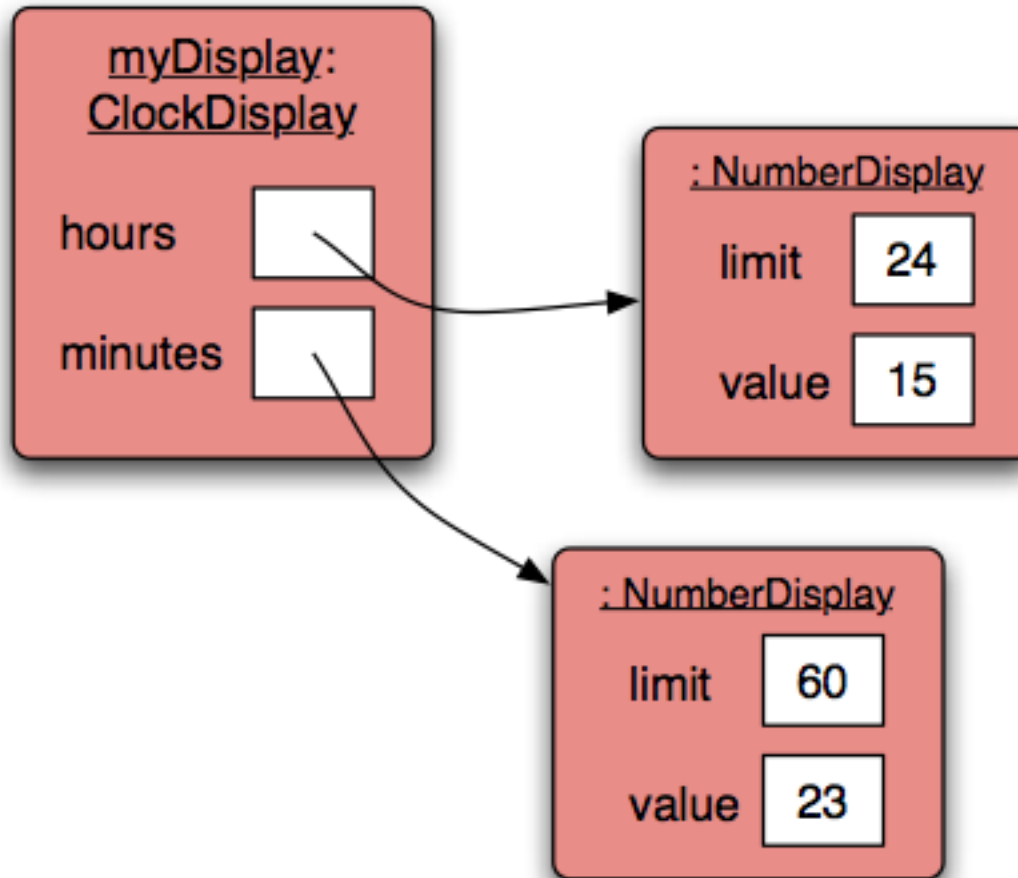 myDisplay:
ClockDisplay
hours
minutes
: NumberDisplay
limit 24
value 15
: NumberDisplay
limit 60
value 23